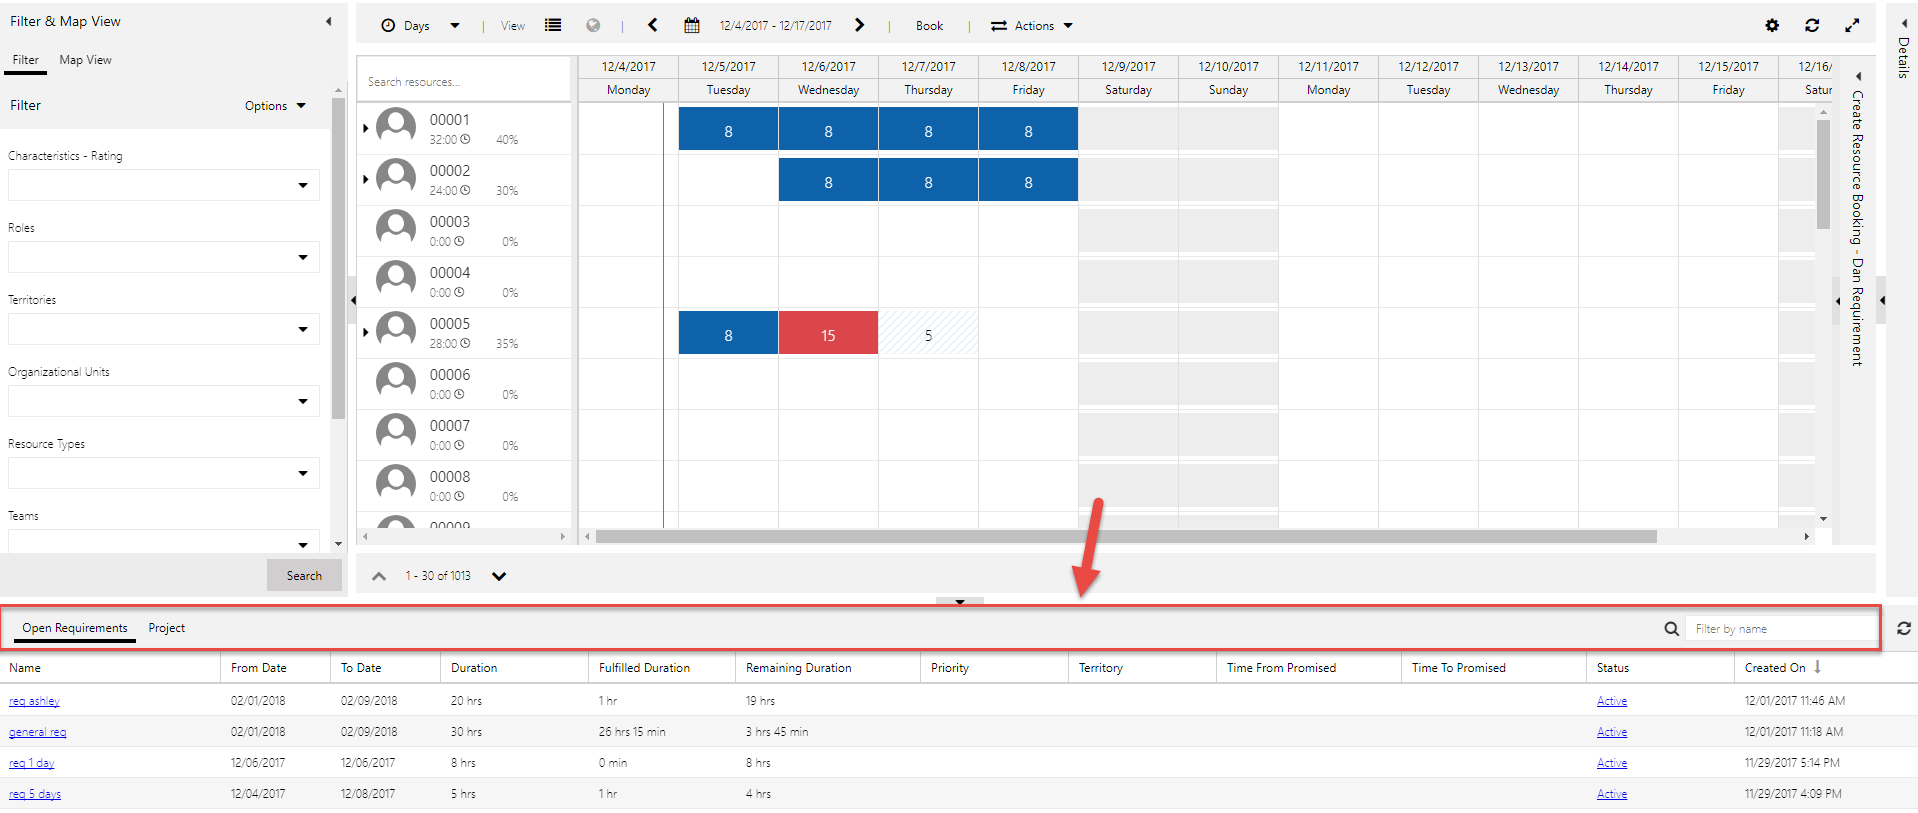 Filter & Map View
Filter Map View
Filter Options
Characteristics - Rating
Roles
Territories
Organizational Units
Resource Types
Teams
Search
Days View 12/4/2017 - 12/17/2017 Book Actions
Search resources...
12/4/2017 12/5/2017 12/6/2017 12/7/2017 12/8/2017 12/9/2017 12/10/2017 12/11/2017 12/12/2017 12/13/2017 12/14/2017 12/15/2017 12/16/
Monday Tuesday Wednesday Thursday Friday Saturday Sunday Monday Tuesday Wednesday Thursday Friday Satur
00001
32:00 40%
8 8 8 8
00002
24:00 30%
8 8 8
00003
0:00 0%
00004
0:00 0%
00005
28:00 35%
8 15 5
00006
0:00 0%
00007
0:00 0%
00008
0:00 0%
00009
1 - 30 of 1013
Create Resource Booking - Dan Requirement
Details
Open Requirements Project Filter by name
Name From Date To Date Duration Fulfilled Duration Remaining Duration Priority Territory Time From Promised Time To Promised Status Created On
req ashley 02/01/2018 02/09/2018 20 hrs 1 hr 19 hrs Active 12/01/2017 11:46 AM
general req 02/01/2018 02/09/2018 30 hrs 26 hrs 15 min 3 hrs 45 min Active 12/01/2017 11:18 AM
req 1 day 12/06/2017 12/06/2017 8 hrs 0 min 8 hrs Active 11/29/2017 5:14 PM
req 5 days 12/04/2017 12/08/2017 5 hrs 1 hr 4 hrs Active 11/29/2017 4:09 PM